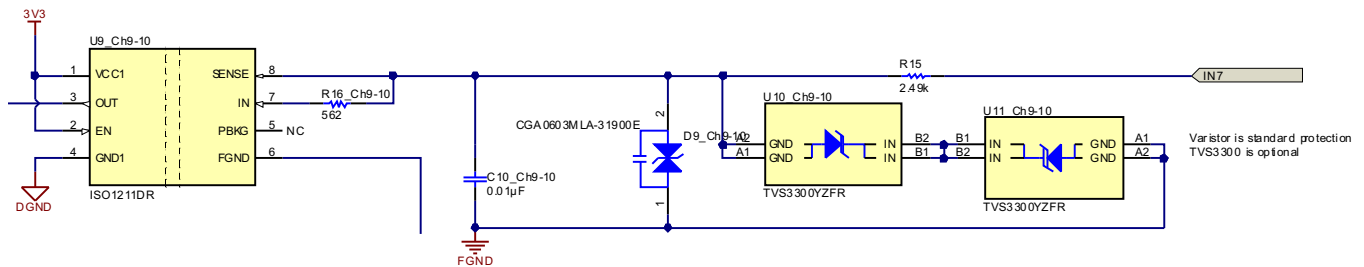 3V3
U9_Ch9-10
1 VCC1 SENSE 8
3 OUT IN 7
2 EN PBKG 5 NC
4 GND1 FGND 6
ISO1211DR
DGND
R16_Ch9-10
562
C10_Ch9-10
0.01µF
FGND
CGA0603MLA-31900E
2
1
D9_Ch9-10
R15
2.49k
IN7
U10_Ch9-10
A2 GND IN B2
A1 GND IN B1
TVS3300YZFR
U11_Ch9-10
B1 IN GND A1
B2 IN GND A2
TVS3300YZFR
Varistor is standard protection
TVS3300 is optional